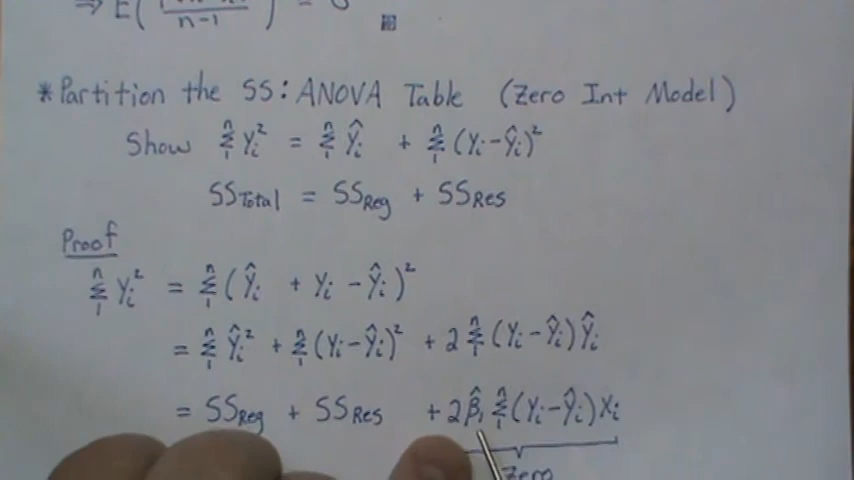 ⇒ E( / n-1 ) =
*Partition the SS: ANOVA Table (Zero Int Model)
Show Σ₁ⁿ Yi² = Σ₁ⁿ Ŷi + Σ₁ⁿ (Yi-Ŷi)²
SSTotal = SSReg + SSRes
Proof
Σ₁ⁿ Yi² = Σ₁ⁿ (Ŷi + Yi - Ŷi)²
= Σ₁ⁿ Ŷi² + Σ₁ⁿ (Yi-Ŷi)² + 2 Σ₁ⁿ (Yi-Ŷi)Ŷi
= SSReg + SSRes + 2β̂₁ Σ₁ⁿ (Yi-Ŷi)Xi
Zero